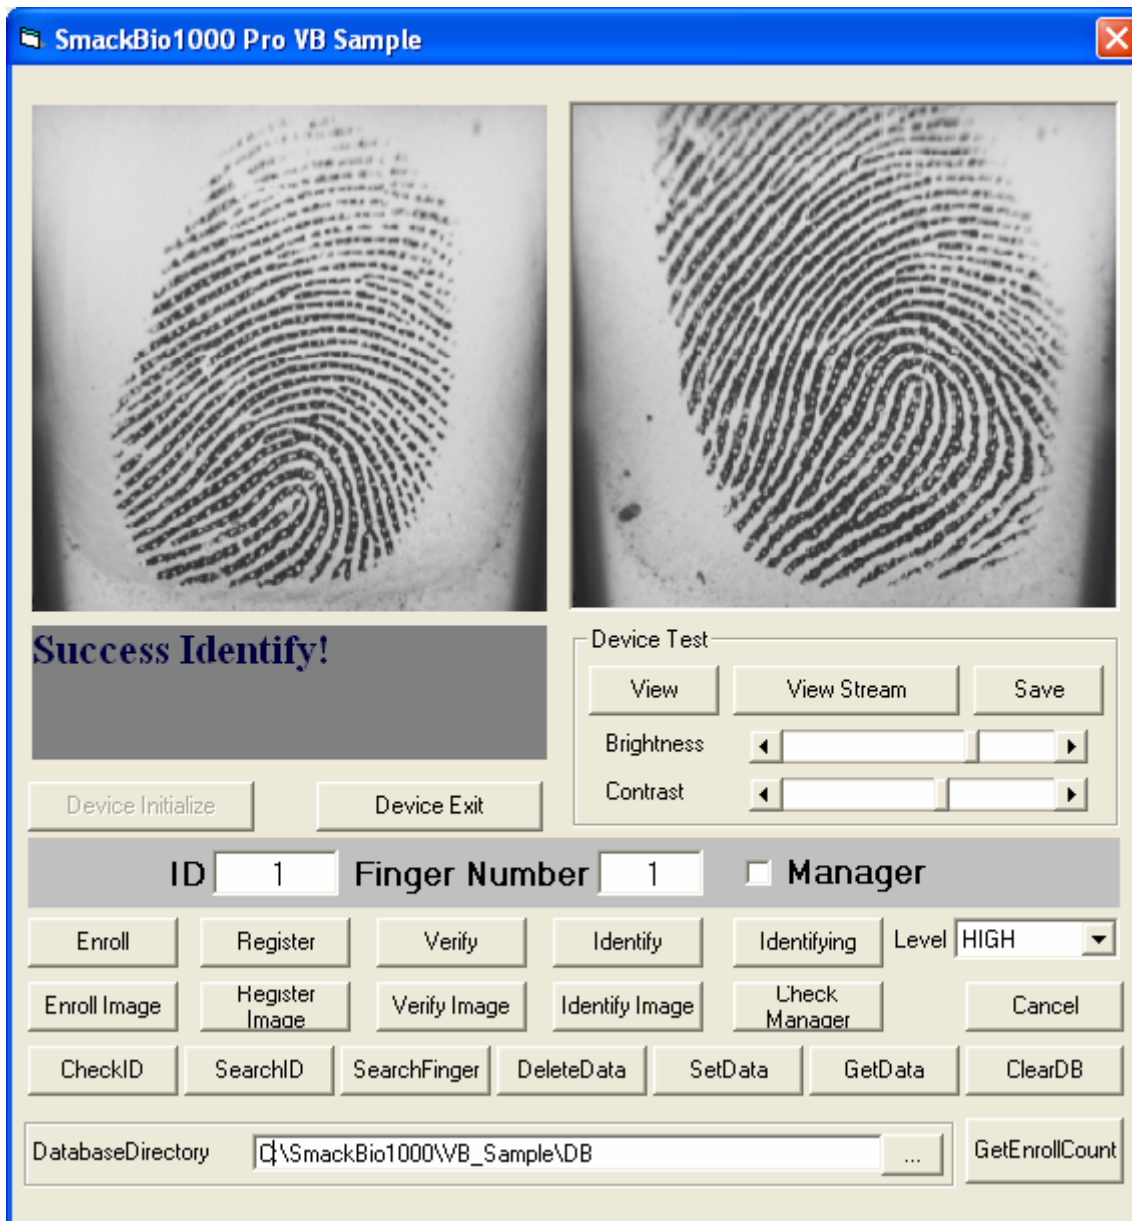 SmackBio1000 Pro VB Sample
Success Identify!
Device Test
View View Stream Save
Brightness
Contrast
Device Initialize Device Exit
ID 1 Finger Number 1 Manager
Enroll Register Verify Identify Identifying Level HIGH
Enroll Image Register Image Verify Image Identify Image Check Manager Cancel
CheckID SearchID SearchFinger DeleteData SetData GetData ClearDB
DatabaseDirectory C:\SmackBio1000\VB_Sample\DB ... GetEnrollCount